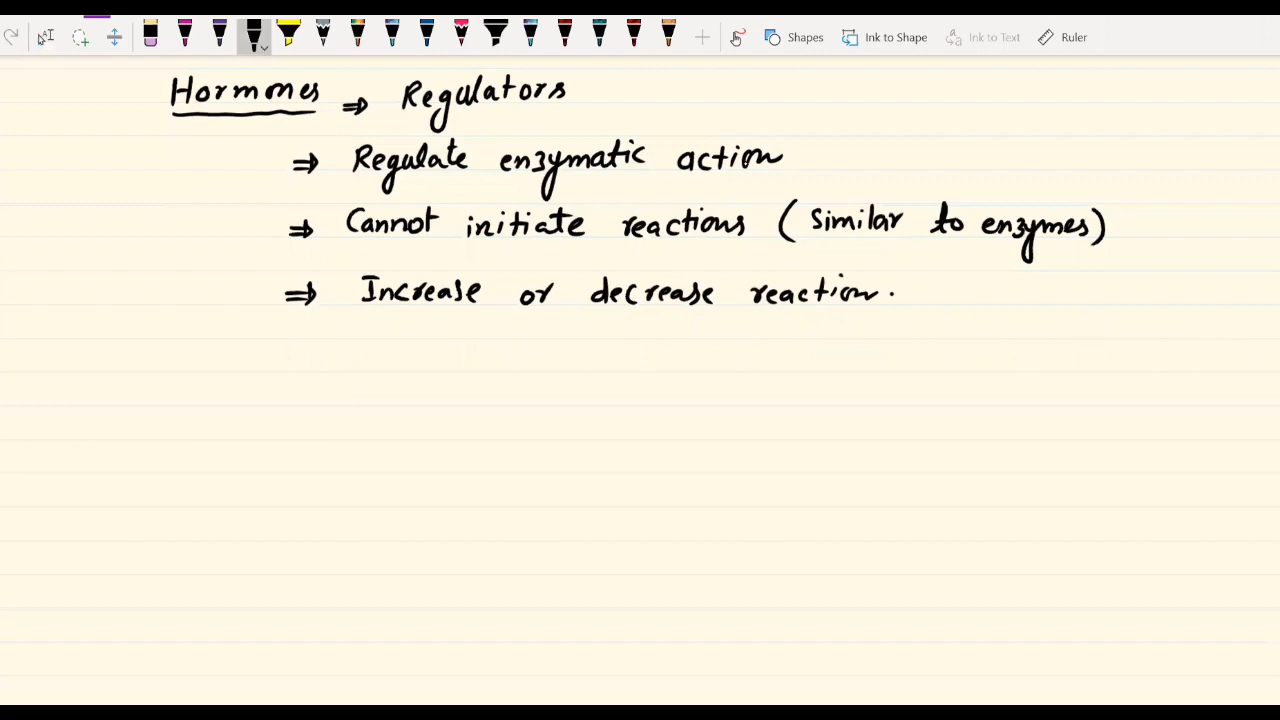 Shapes Ink to Shape Ink to Text Ruler
Hormones ⇒ Regulators
⇒ Regulate enzymatic action
⇒ Cannot initiate reactions (Similar to enzymes)
⇒ Increase or decrease reaction.